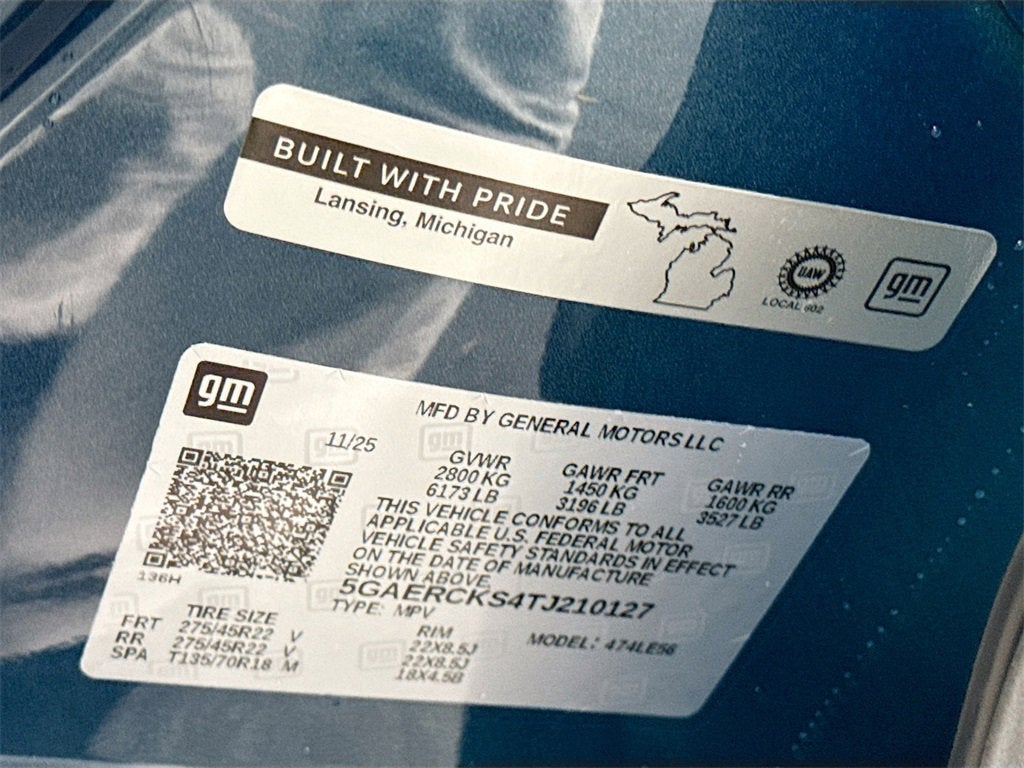 BUILT WITH PRIDE
Lansing, Michigan
UAW
LOCAL 602
gm
gm
MFD BY GENERAL MOTORS LLC
11/25
GVWR GAWR FRT GAWR RR
2800 KG 1450 KG 1600 KG
6173 LB 3196 LB 3527 LB
THIS VEHICLE CONFORMS TO ALL
APPLICABLE U.S. FEDERAL MOTOR
VEHICLE SAFETY STANDARDS IN EFFECT
ON THE DATE OF MANUFACTURE
SHOWN ABOVE.
5GAERCKS4TJ210127
136H
TYPE: MPV MODEL: 474LE56
TIRE SIZE RIM
FRT 275/45R22 V 22X8.5J
RR 275/45R22 V 22X8.5J
SPA T135/70R18 M 18X4.5B